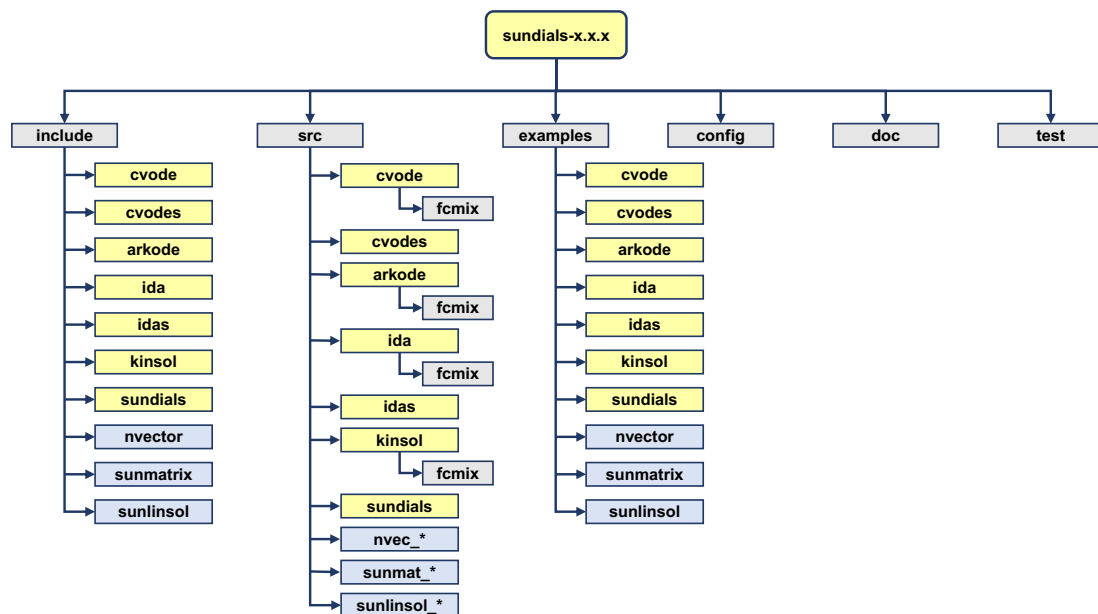 sundials-x.x.x
include
src
examples
config
doc
test
cvode
cvodes
arkode
ida
idas
kinsol
sundials
nvector
sunmatrix
sunlinsol
cvode
fcmix
cvodes
arkode
fcmix
ida
fcmix
idas
kinsol
fcmix
sundials
nvec_*
sunmat_*
sunlinsol_*
cvode
cvodes
arkode
ida
idas
kinsol
sundials
nvector
sunmatrix
sunlinsol